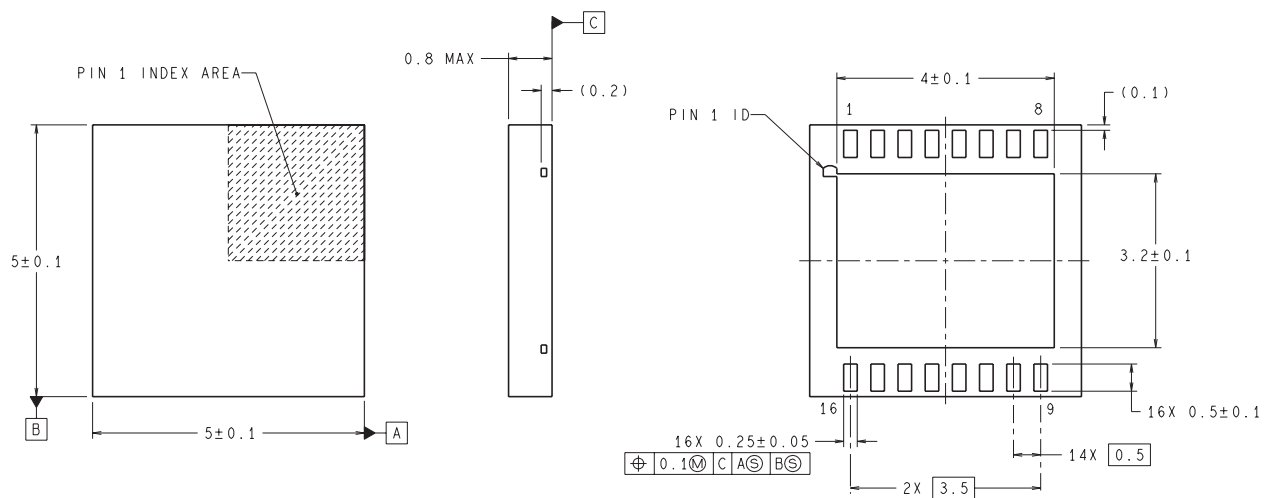 C
0.8 MAX
PIN 1 INDEX AREA
(0.2)
4±0.1
(0.1)
PIN 1 ID
1 8
5±0.1
3.2±0.1
B
5±0.1
A
16 9
16X 0.5±0.1
16X 0.25±0.05
⌖ 0.1Ⓜ C AⓈ BⓈ
14X 0.5
2X 3.5